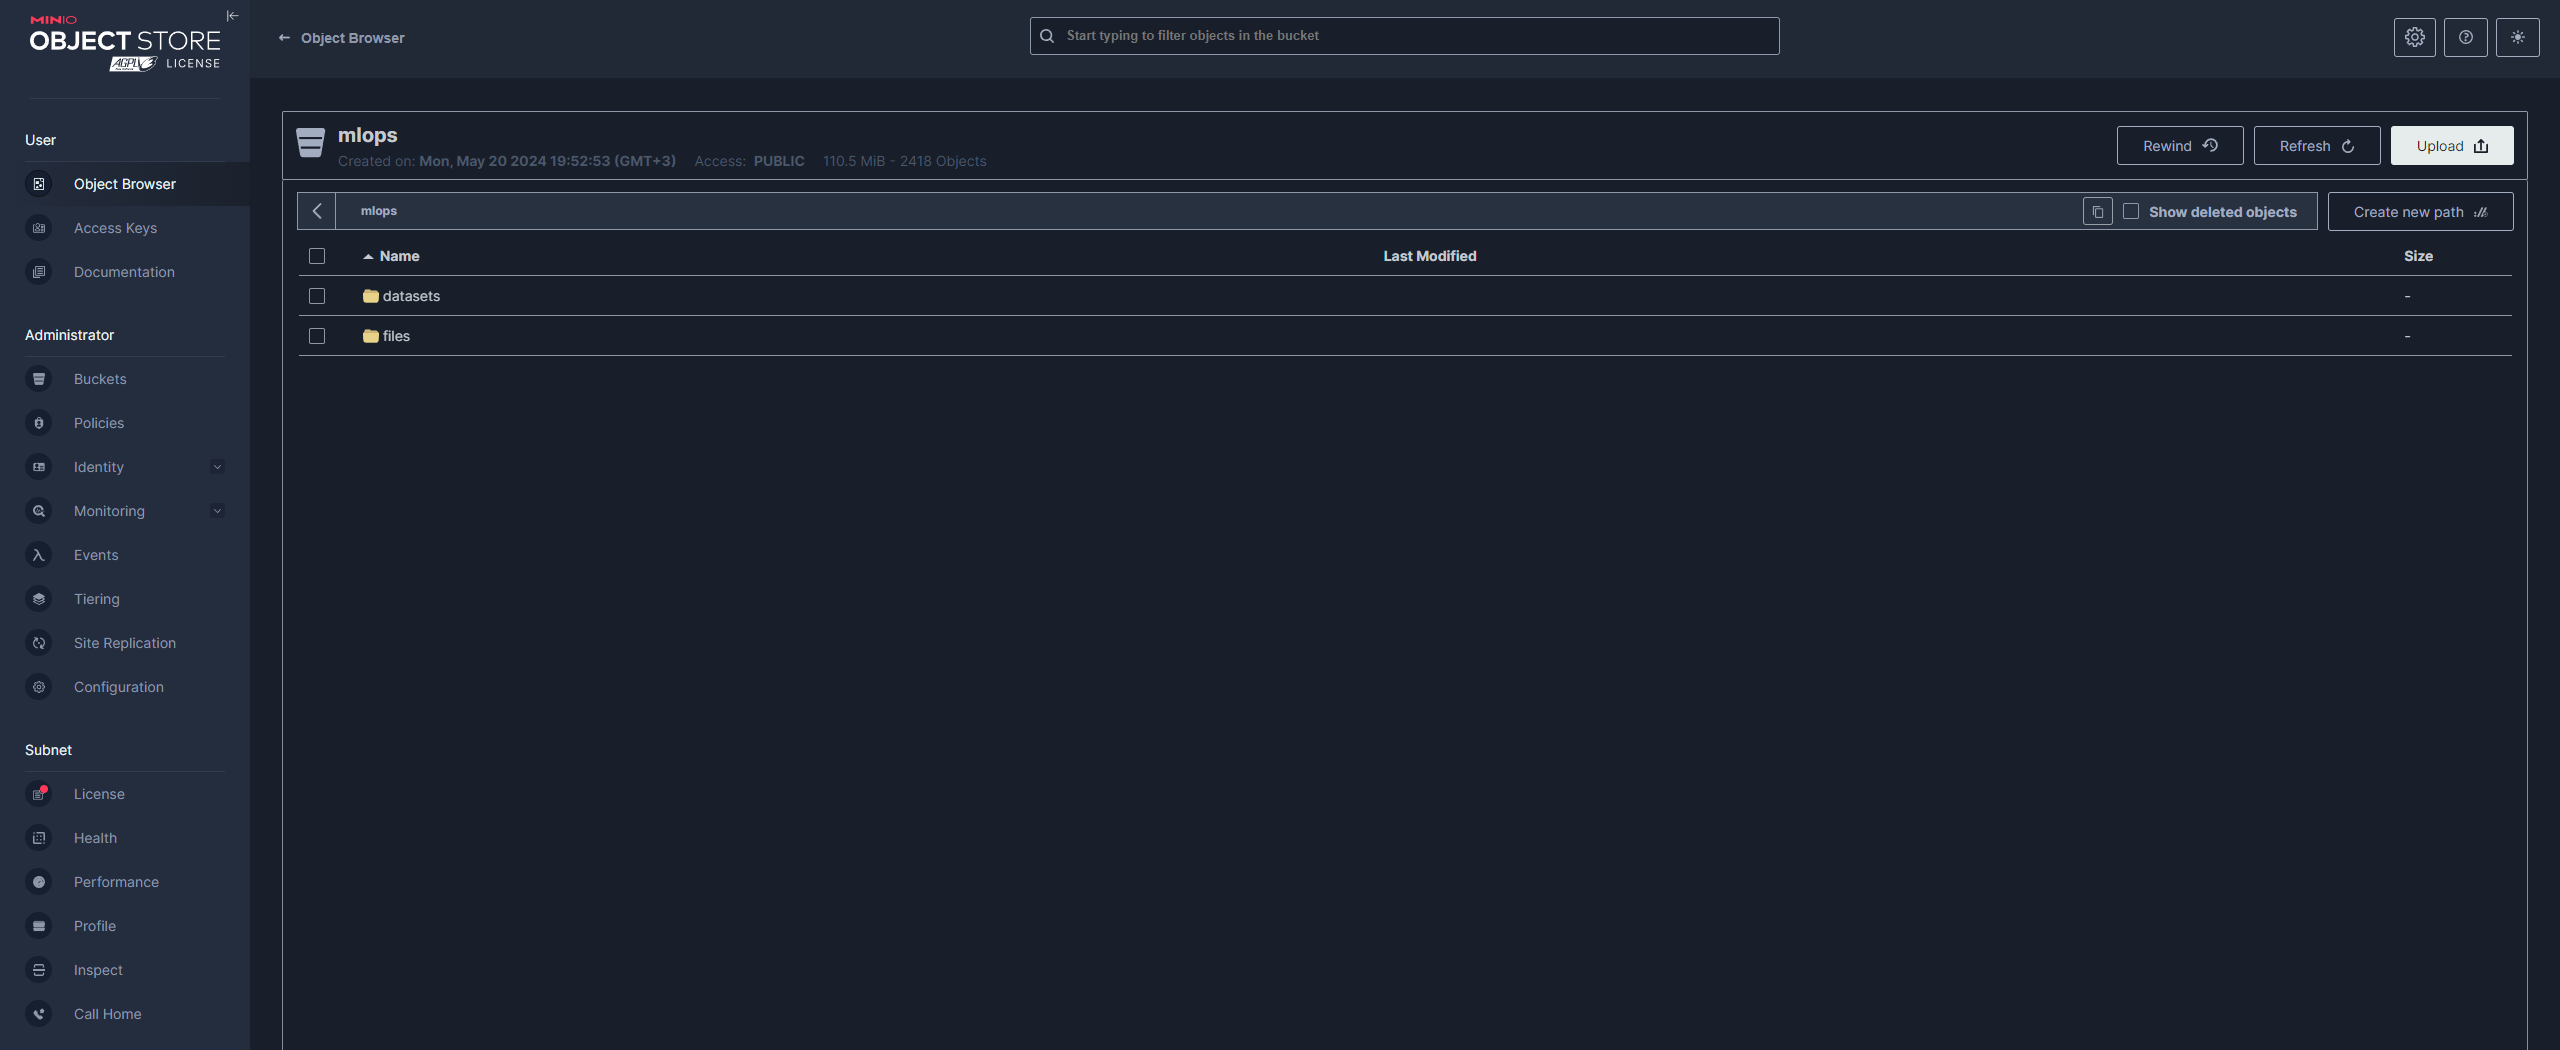 MINIO
OBJECT STORE
AGPLv3 LICENSE
User
Object Browser
Access Keys
Documentation
Administrator
Buckets
Policies
Identity
Monitoring
Events
Tiering
Site Replication
Configuration
Subnet
License
Health
Performance
Profile
Inspect
Call Home
Object Browser
Start typing to filter objects in the bucket
mlops
Created on: Mon, May 20 2024 19:52:53 (GMT+3) Access: PUBLIC 110.5 MiB - 2418 Objects
Rewind
Refresh
Upload
mlops
Show deleted objects
Create new path
Name Last Modified Size
datasets -
files -